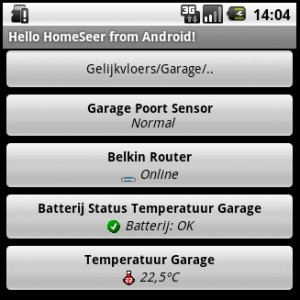 3G 14:04
Hello HomeSeer from Android!
Gelijkvloers/Garage/..
Garage Poort Sensor
Normal
Belkin Router
Online
Batterij Status Temperatuur Garage
Batterij: OK
Temperatuur Garage
22,5°C